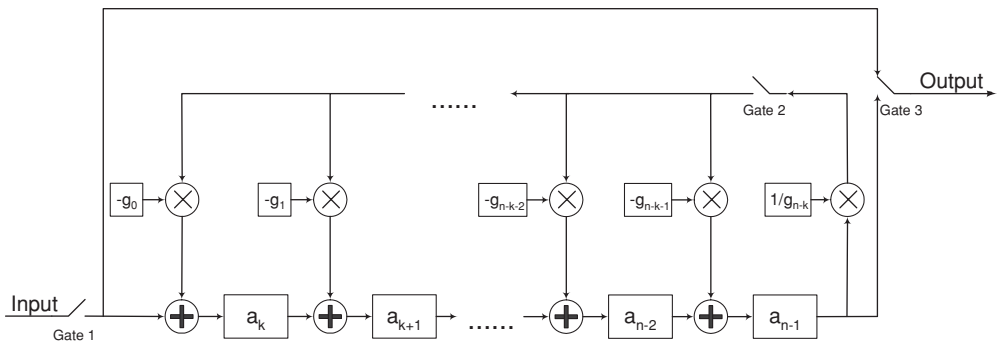 Output
Gate 2
Gate 3
......
-g₀
-g₁
-gₙ₋ₖ₋₂
-gₙ₋ₖ₋₁
1/gₙ₋ₖ
Input
Gate 1
aₖ
aₖ₊₁
......
aₙ₋₂
aₙ₋₁